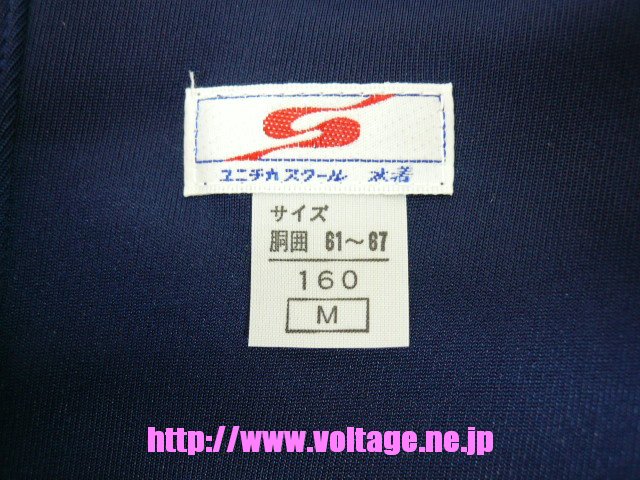 ユニチカスクール 水着
サイズ
胴囲 61～67
160
M
http://www.voltage.ne.jp